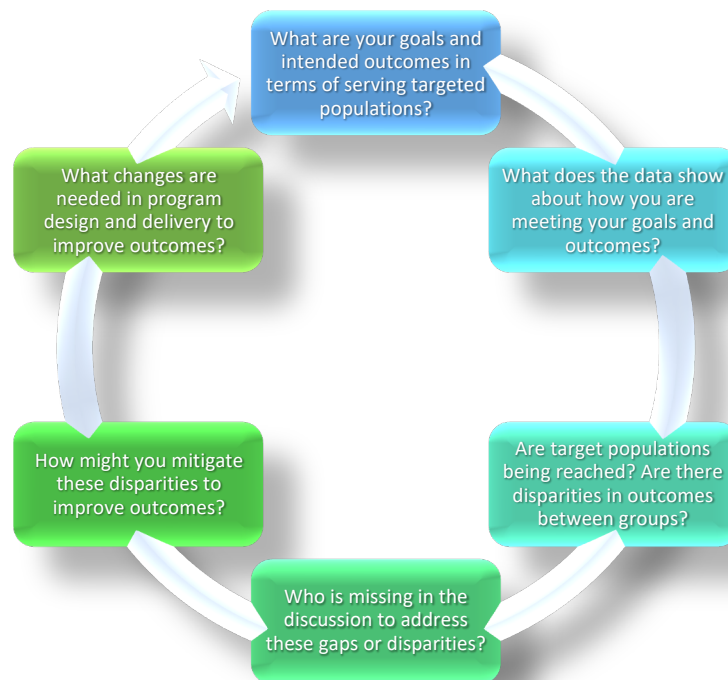 What are your goals and
intended outcomes in
terms of serving targeted
populations?
What does the data show
about how you are
meeting your goals and
outcomes?
Are target populations
being reached? Are there
disparities in outcomes
between groups?
Who is missing in the
discussion to address
these gaps or disparities?
How might you mitigate
these disparities to
improve outcomes?
What changes are
needed in program
design and delivery to
improve outcomes?